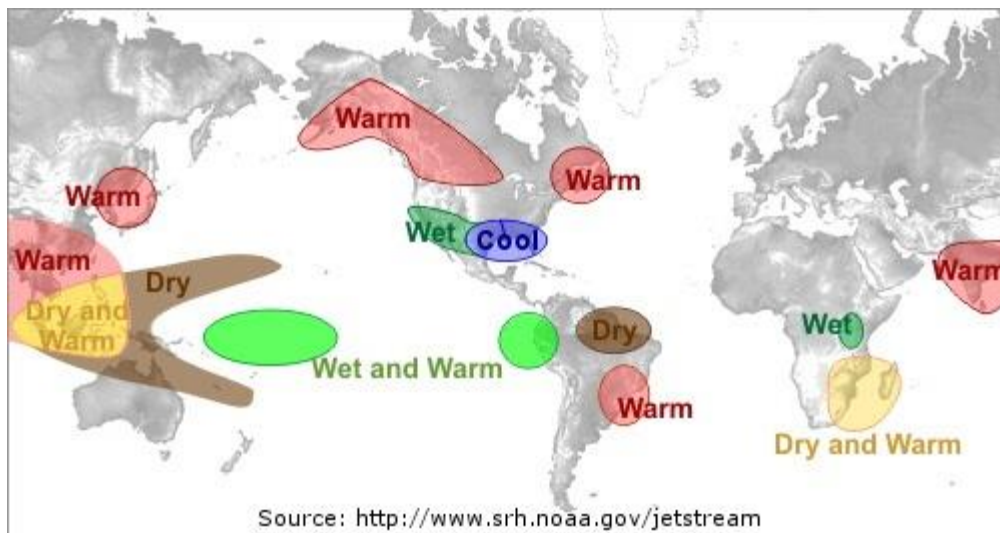 Warm
Warm
Warm
Wet
Cool
Warm
Warm
Dry
Dry and
Warm
Dry
Wet
Wet and Warm
Warm
Dry and Warm
Source: http://www.srh.noaa.gov/jetstream